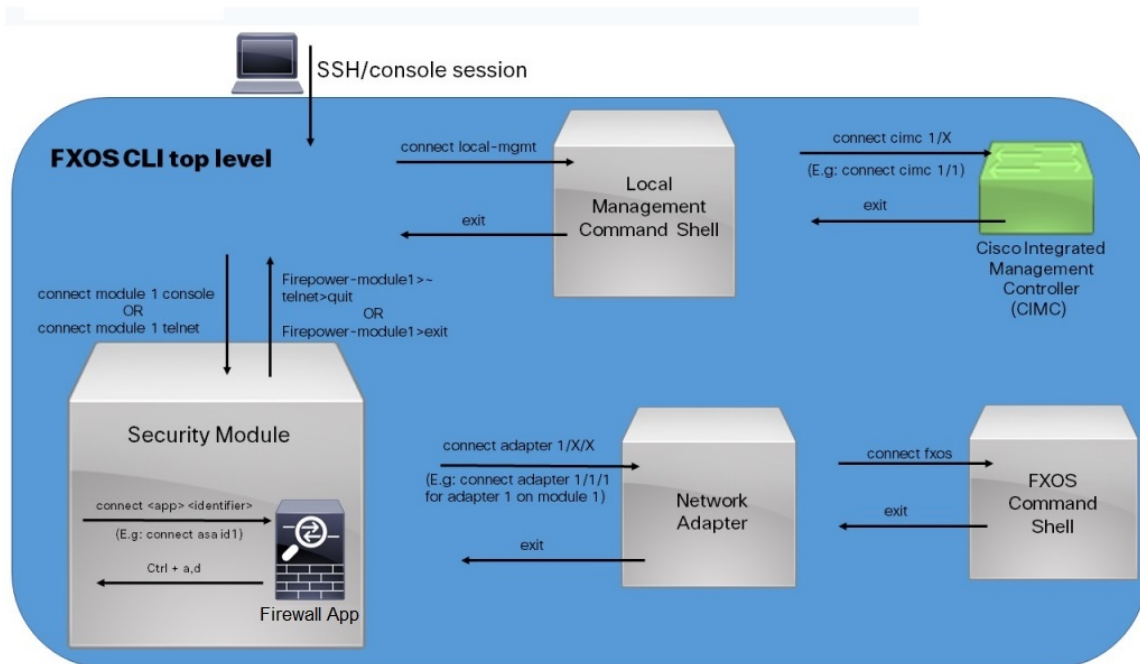 SSH/console session
FXOS CLI top level
connect local-mgmt
exit
Local
Management
Command Shell
connect cimc 1/X
(E.g: connect cimc 1/1)
exit
Cisco Integrated
Management
Controller
(CIMC)
connect module 1 console
OR
connect module 1 telnet
Firepower-module1>~
telnet>quit
OR
Firepower-module1>exit
Security Module
connect <app> <identifier>
(E.g: connect asa id1)
Ctrl + a,d
Firewall App
connect adapter 1/X/X
(E.g: connect adapter 1/1/1
for adapter 1 on module 1)
exit
Network
Adapter
connect fxos
exit
FXOS
Command
Shell